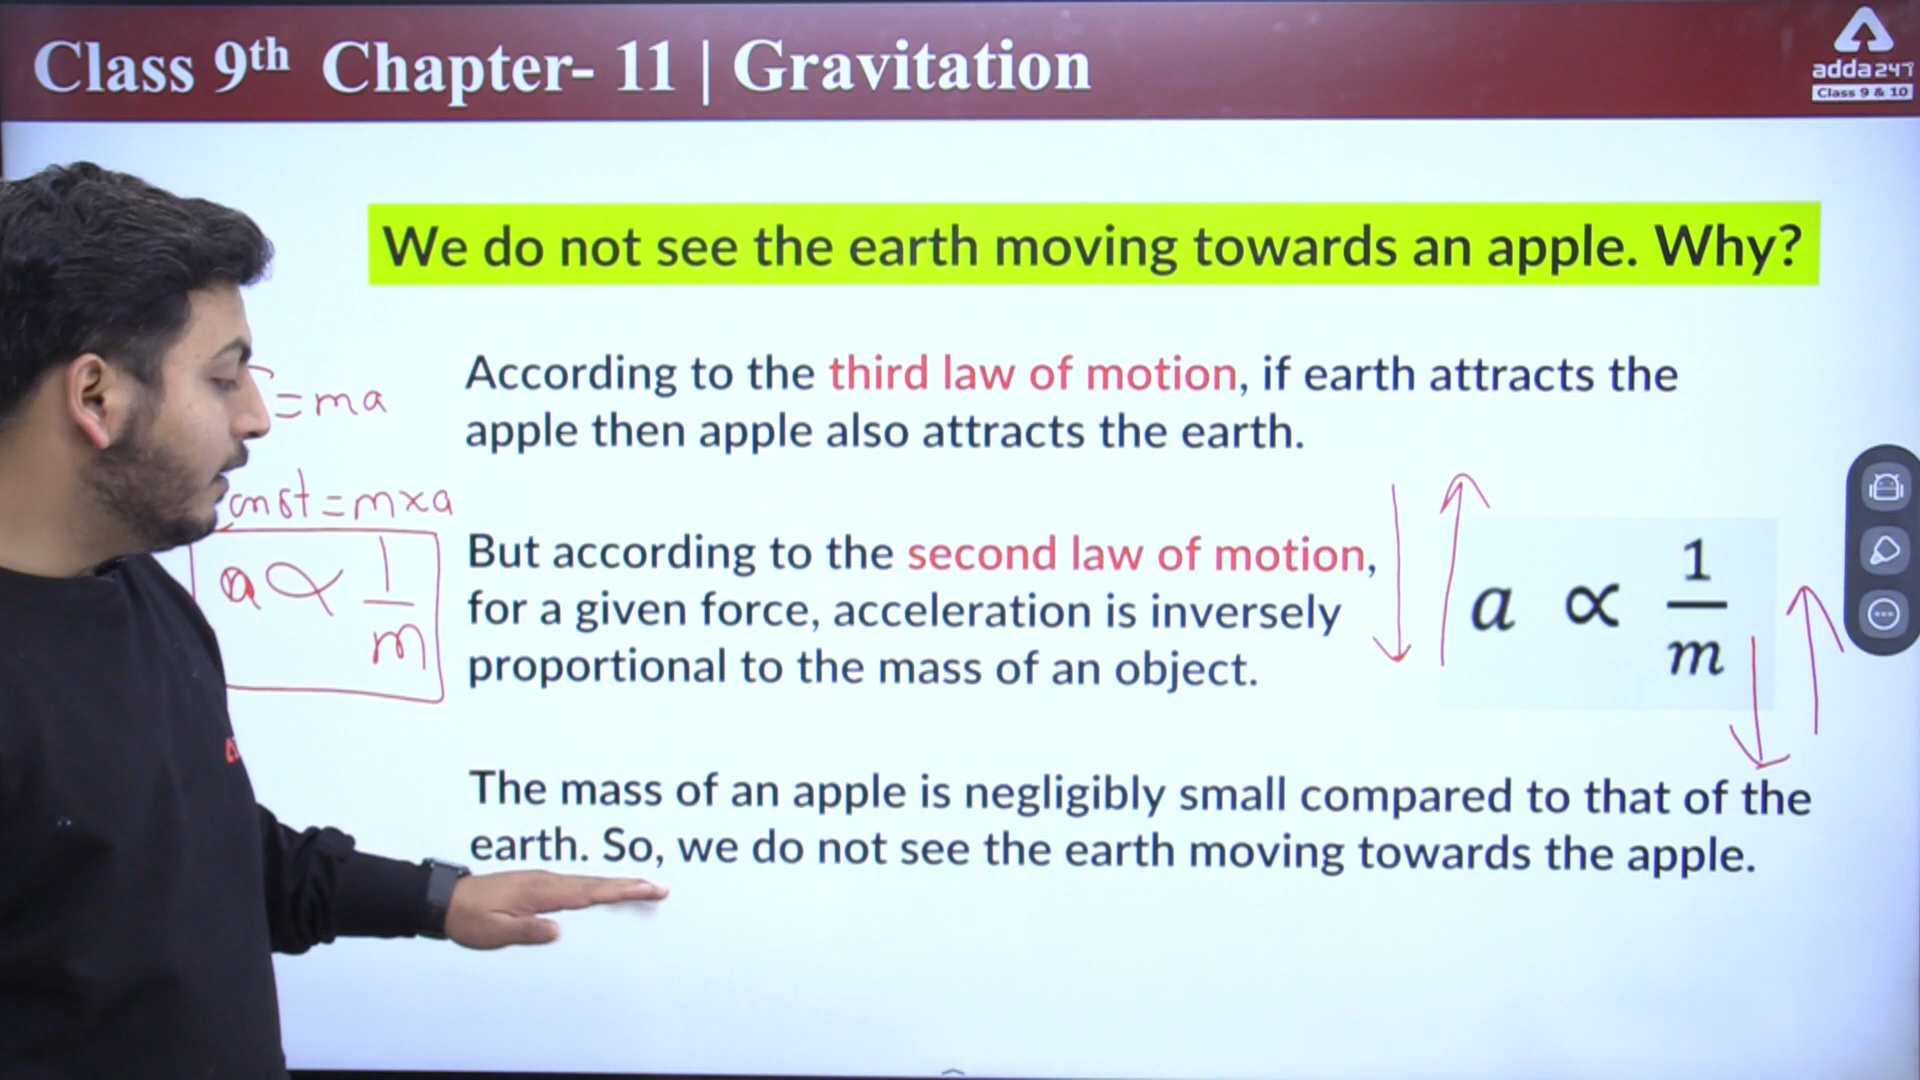 Class 9th Chapter- 11 | Gravitation
adda247
Class 9 & 10
We do not see the earth moving towards an apple. Why?
According to the third law of motion, if earth attracts the
apple then apple also attracts the earth.
= ma
const = m x a
a ∝ 1/m
But according to the second law of motion,
for a given force, acceleration is inversely
proportional to the mass of an object.
a ∝ 1/m
The mass of an apple is negligibly small compared to that of the
earth. So, we do not see the earth moving towards the apple.